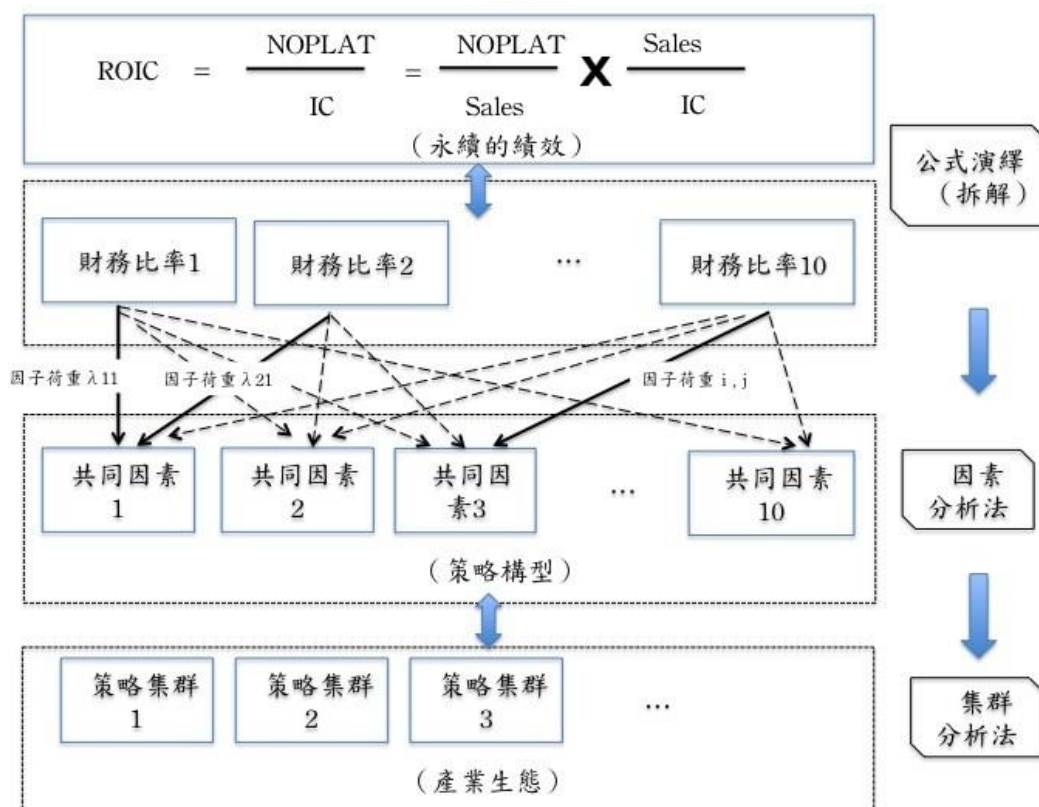 NOPLAT NOPLAT Sales
ROIC = = X
IC Sales IC
(永續的績效)
公式演繹
(拆解)
財務比率1 財務比率2 … 財務比率10
因子荷重λ11 因子荷重λ21 因子荷重i,j
共同因素
1
共同因素
2
共同因
素3
…
共同因素
10
(策略構型)
因素
分析法
策略集群
1
策略集群
2
策略集群
3
…
(產業生態)
集群
分析法